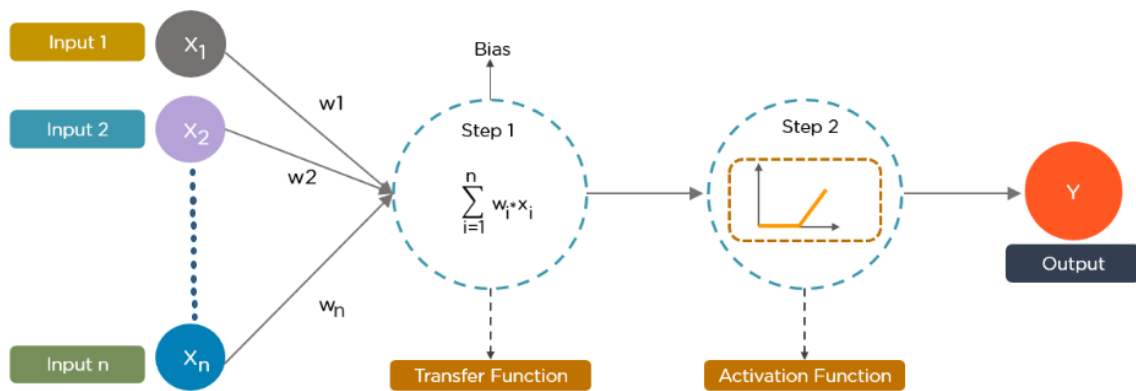 Input 1
X1
Bias
w1
Input 2
X2
Step 1
Step 2
w2
n
∑ wi*xi
i=1
Y
Output
wn
Input n
Xn
Transfer Function
Activation Function